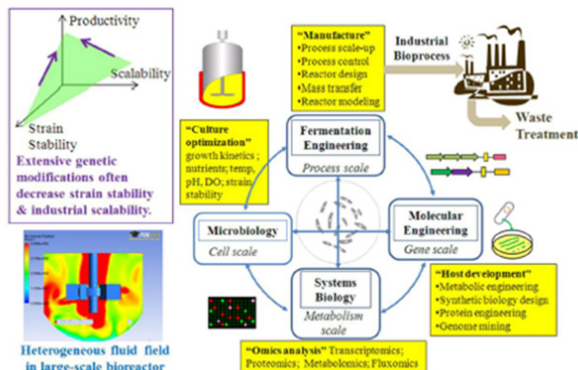 Productivity
Scalability
Strain
Stability
Extensive genetic
modifications often
decrease strain stability
& industrial scalability.
Heterogeneous fluid field
in large-scale bioreactor
"Manufacture"
•Process scale-up
•Process control
•Reactor design
•Mass transfer
•Reactor modeling
Industrial
Bioprocess
Waste
Treatment
"Culture
optimization"
growth kinetics;
nutrients; temp,
pH, DO; strain
stability
Fermentation
Engineering
Process scale
Microbiology
Cell scale
Molecular
Engineering
Gene scale
Systems
Biology
Metabolism
scale
"Host development"
•Metabolic engineering
•Synthetic biology design
•Protein engineering
•Genome mining
"Omics analysis" Transcriptomics;
Proteomics; Metabolomics; Fluxomics